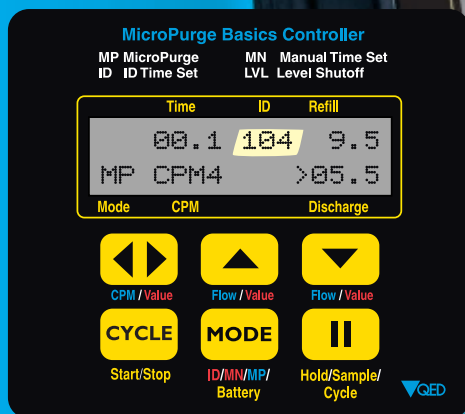 MicroPurge Basics Controller
MP MicroPurge MN Manual Time Set
ID ID Time Set LVL Level Shutoff
Time ID Refill
00.1 104 9.5
MP CPM4 >05.5
Mode CPM Discharge
CPM / Value Flow / Value Flow / Value
CYCLE MODE
Start/Stop ID/MN/MP/ Battery Hold/Sample/ Cycle
QED